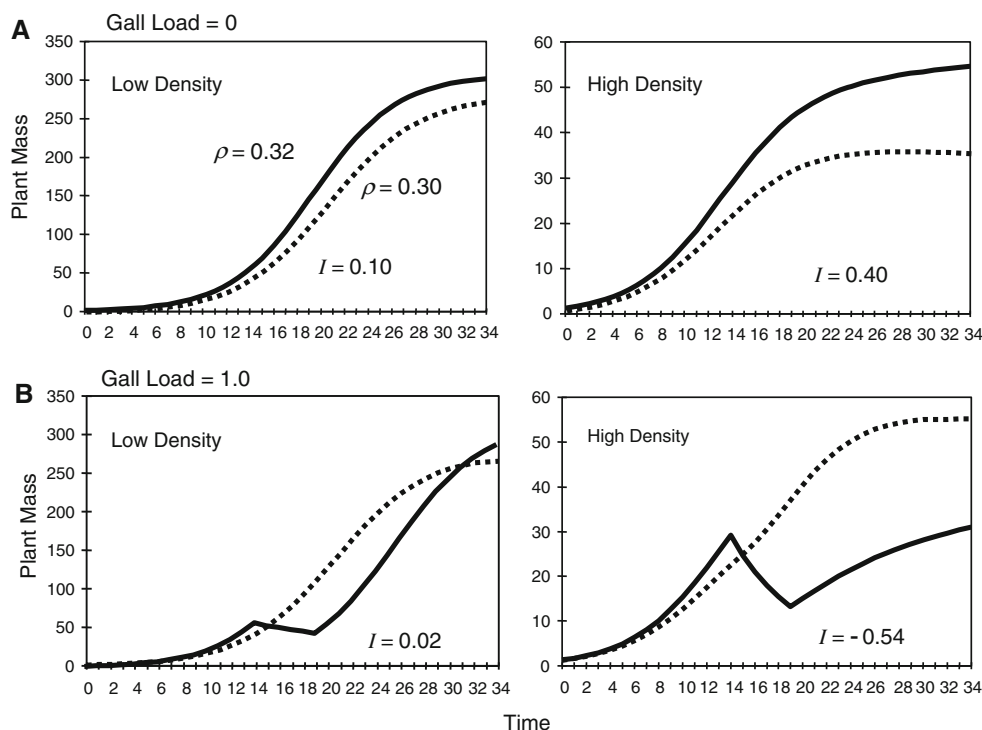 A
Gall Load = 0
350
300
250
200
150
100
50
0
Low Density
ρ = 0.32
ρ = 0.30
I = 0.10
0 2 4 6 8 10 12 14 16 18 20 22 24 26 28 30 32 34
Plant Mass
60
50
40
30
20
10
0
High Density
I = 0.40
0 2 4 6 8 10 12 14 16 18 20 22 24 26 28 30 32 34
B
Gall Load = 1.0
350
300
250
200
150
100
50
0
Low Density
I = 0.02
0 2 4 6 8 10 12 14 16 18 20 22 24 26 28 30 32 34
Plant Mass
60
50
40
30
20
10
0
High Density
I = - 0.54
0 2 4 6 8 10 12 14 16 18 20 22 24 26 28 30 32 34
Time